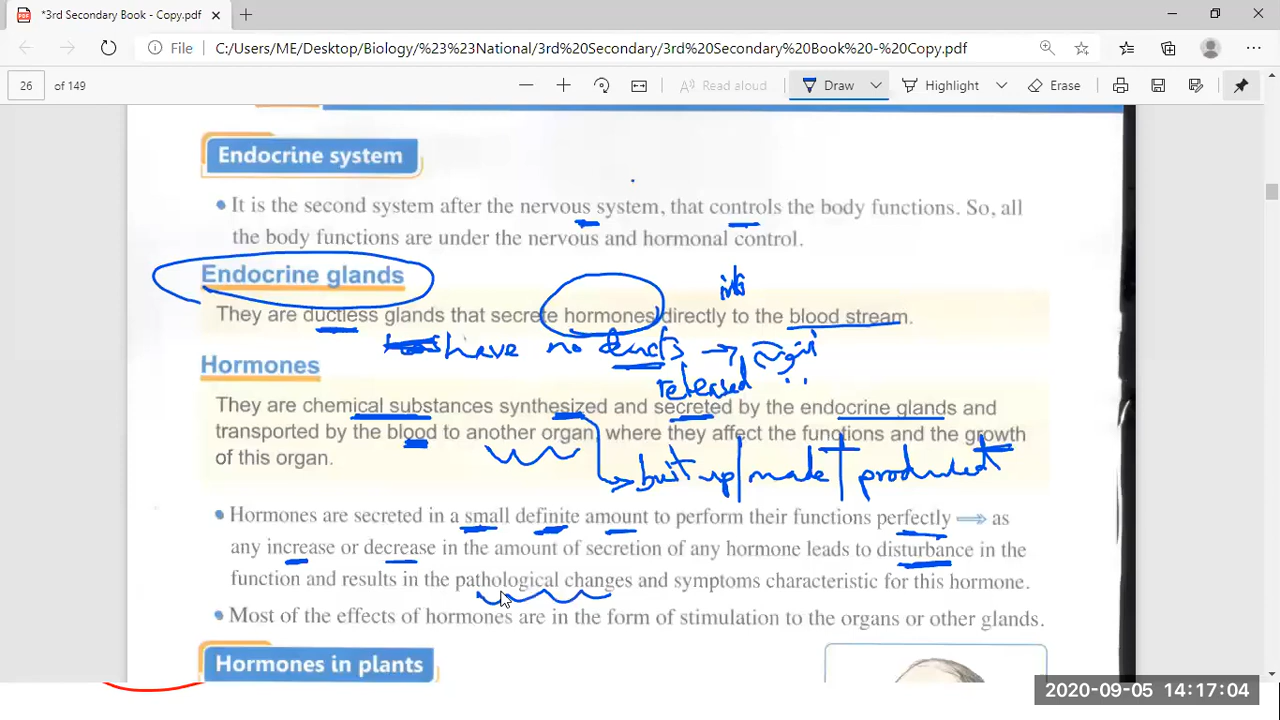 *3rd Secondary Book - Copy.pdf
File C:/Users/ME/Desktop/Biology/%23%23National/3rd%20Secondary/3rd%20Secondary%20Book%20-%20Copy.pdf
26 of 149 Read aloud Draw Highlight Erase
Endocrine system
It is the second system after the nervous system, that controls the body functions. So, all
the body functions are under the nervous and hormonal control.
Endocrine glands
They are ductless glands that secrete hormones directly to the blood stream.
have no ducts →
Hormones
released
They are chemical substances synthesized and secreted by the endocrine glands and
transported by the blood to another organ, where they affect the functions and the growth
of this organ.
built up | made | produced
Hormones are secreted in a small definite amount to perform their functions perfectly ⟹ as
any increase or decrease in the amount of secretion of any hormone leads to disturbance in the
function and results in the pathological changes and symptoms characteristic for this hormone.
Most of the effects of hormones are in the form of stimulation to the organs or other glands.
Hormones in plants
2020-09-05 14:17:04